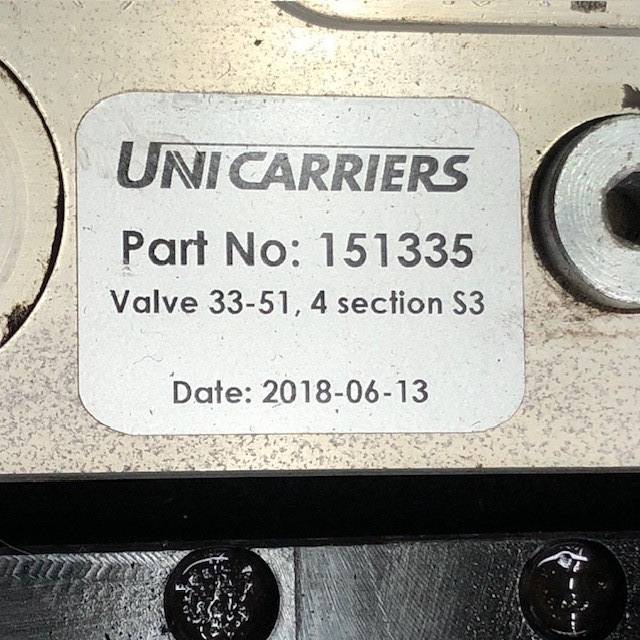 UNICARRIERS
Part No: 151335
Valve 33-51, 4 section S3
Date: 2018-06-13